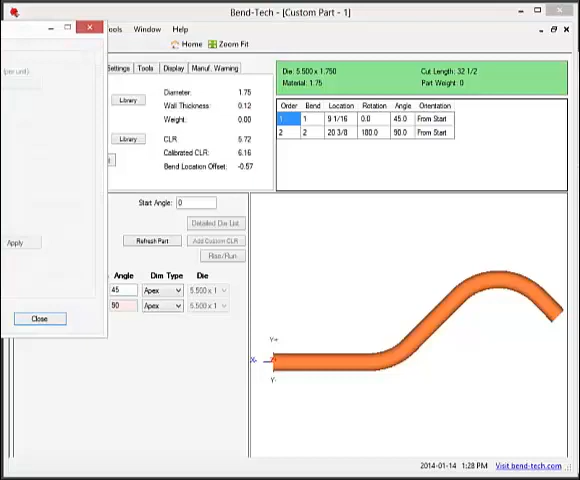 Bend-Tech - [Custom Part - 1]
ools Window Help
Home Zoom Fit
(per unit):
Apply
Close
ettings Tools Display Manuf. Warning
Library
Diameter: 1.75
Wall Thickness: 0.12
Weight: 0.00
Library
CLR 5.72
Calibrated CLR: 6.16
Bend Location Offset: -0.57
Die: 5.500 x 1.750 Cut Length: 32 1/2
Material: 1.75 Part Weight: 0
Order Bend Location Rotation Angle Orientation
1 1 9 1/16 0.0 45.0 From Start
2 2 20 3/8 180.0 90.0 From Start
Start Angle: 0
Detailed Die List
Refresh Part Add Custom CLR
Rise/Run
Angle Dim Type Die
45 Apex 5.500 x 1
90 Apex 5.500 x 1
Y+
X- X
Y-
2014-01-14 1:28 PM Visit bend-tech.com